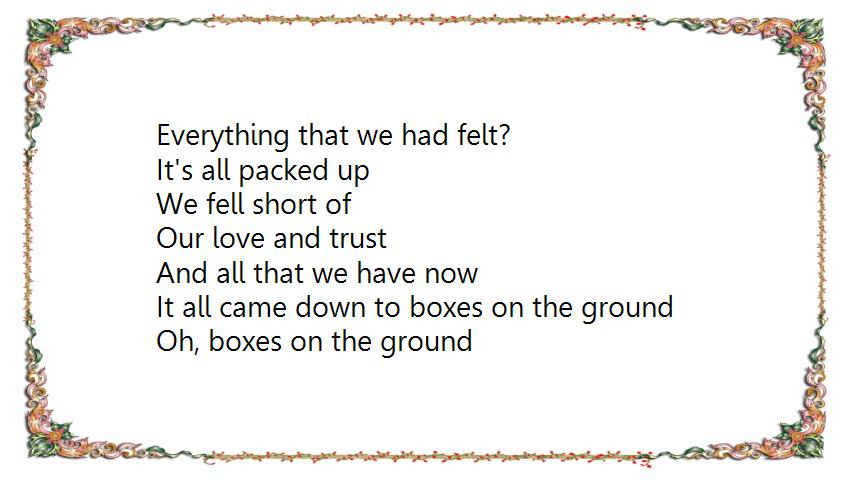 Everything that we had felt?
It's all packed up
We fell short of
Our love and trust
And all that we have now
It all came down to boxes on the ground
Oh, boxes on the ground